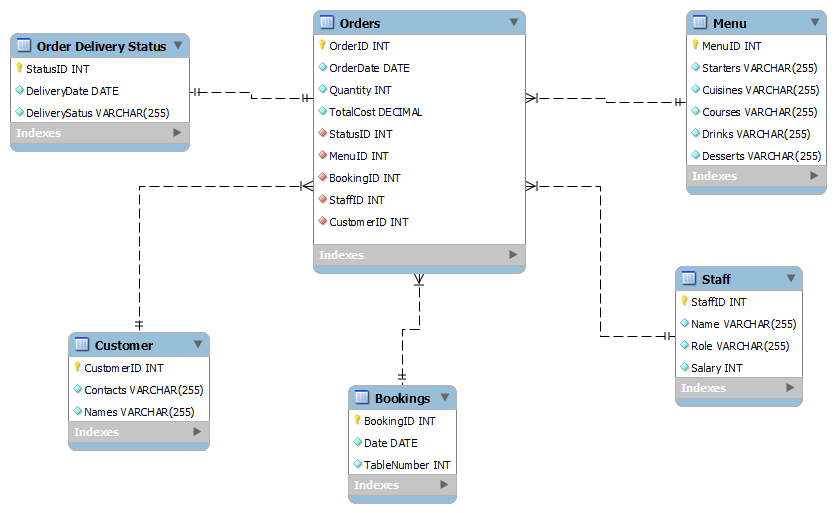 Order Delivery Status
StatusID INT
DeliveryDate DATE
DeliverySatus VARCHAR(255)
Indexes
Orders
OrderID INT
OrderDate DATE
Quantity INT
TotalCost DECIMAL
StatusID INT
MenuID INT
BookingID INT
StaffID INT
CustomerID INT
Indexes
Menu
MenuID INT
Starters VARCHAR(255)
Cuisines VARCHAR(255)
Courses VARCHAR(255)
Drinks VARCHAR(255)
Desserts VARCHAR(255)
Indexes
Customer
CustomerID INT
Contacts VARCHAR(255)
Names VARCHAR(255)
Indexes
Bookings
BookingID INT
Date DATE
TableNumber INT
Indexes
Staff
StaffID INT
Name VARCHAR(255)
Role VARCHAR(255)
Salary INT
Indexes